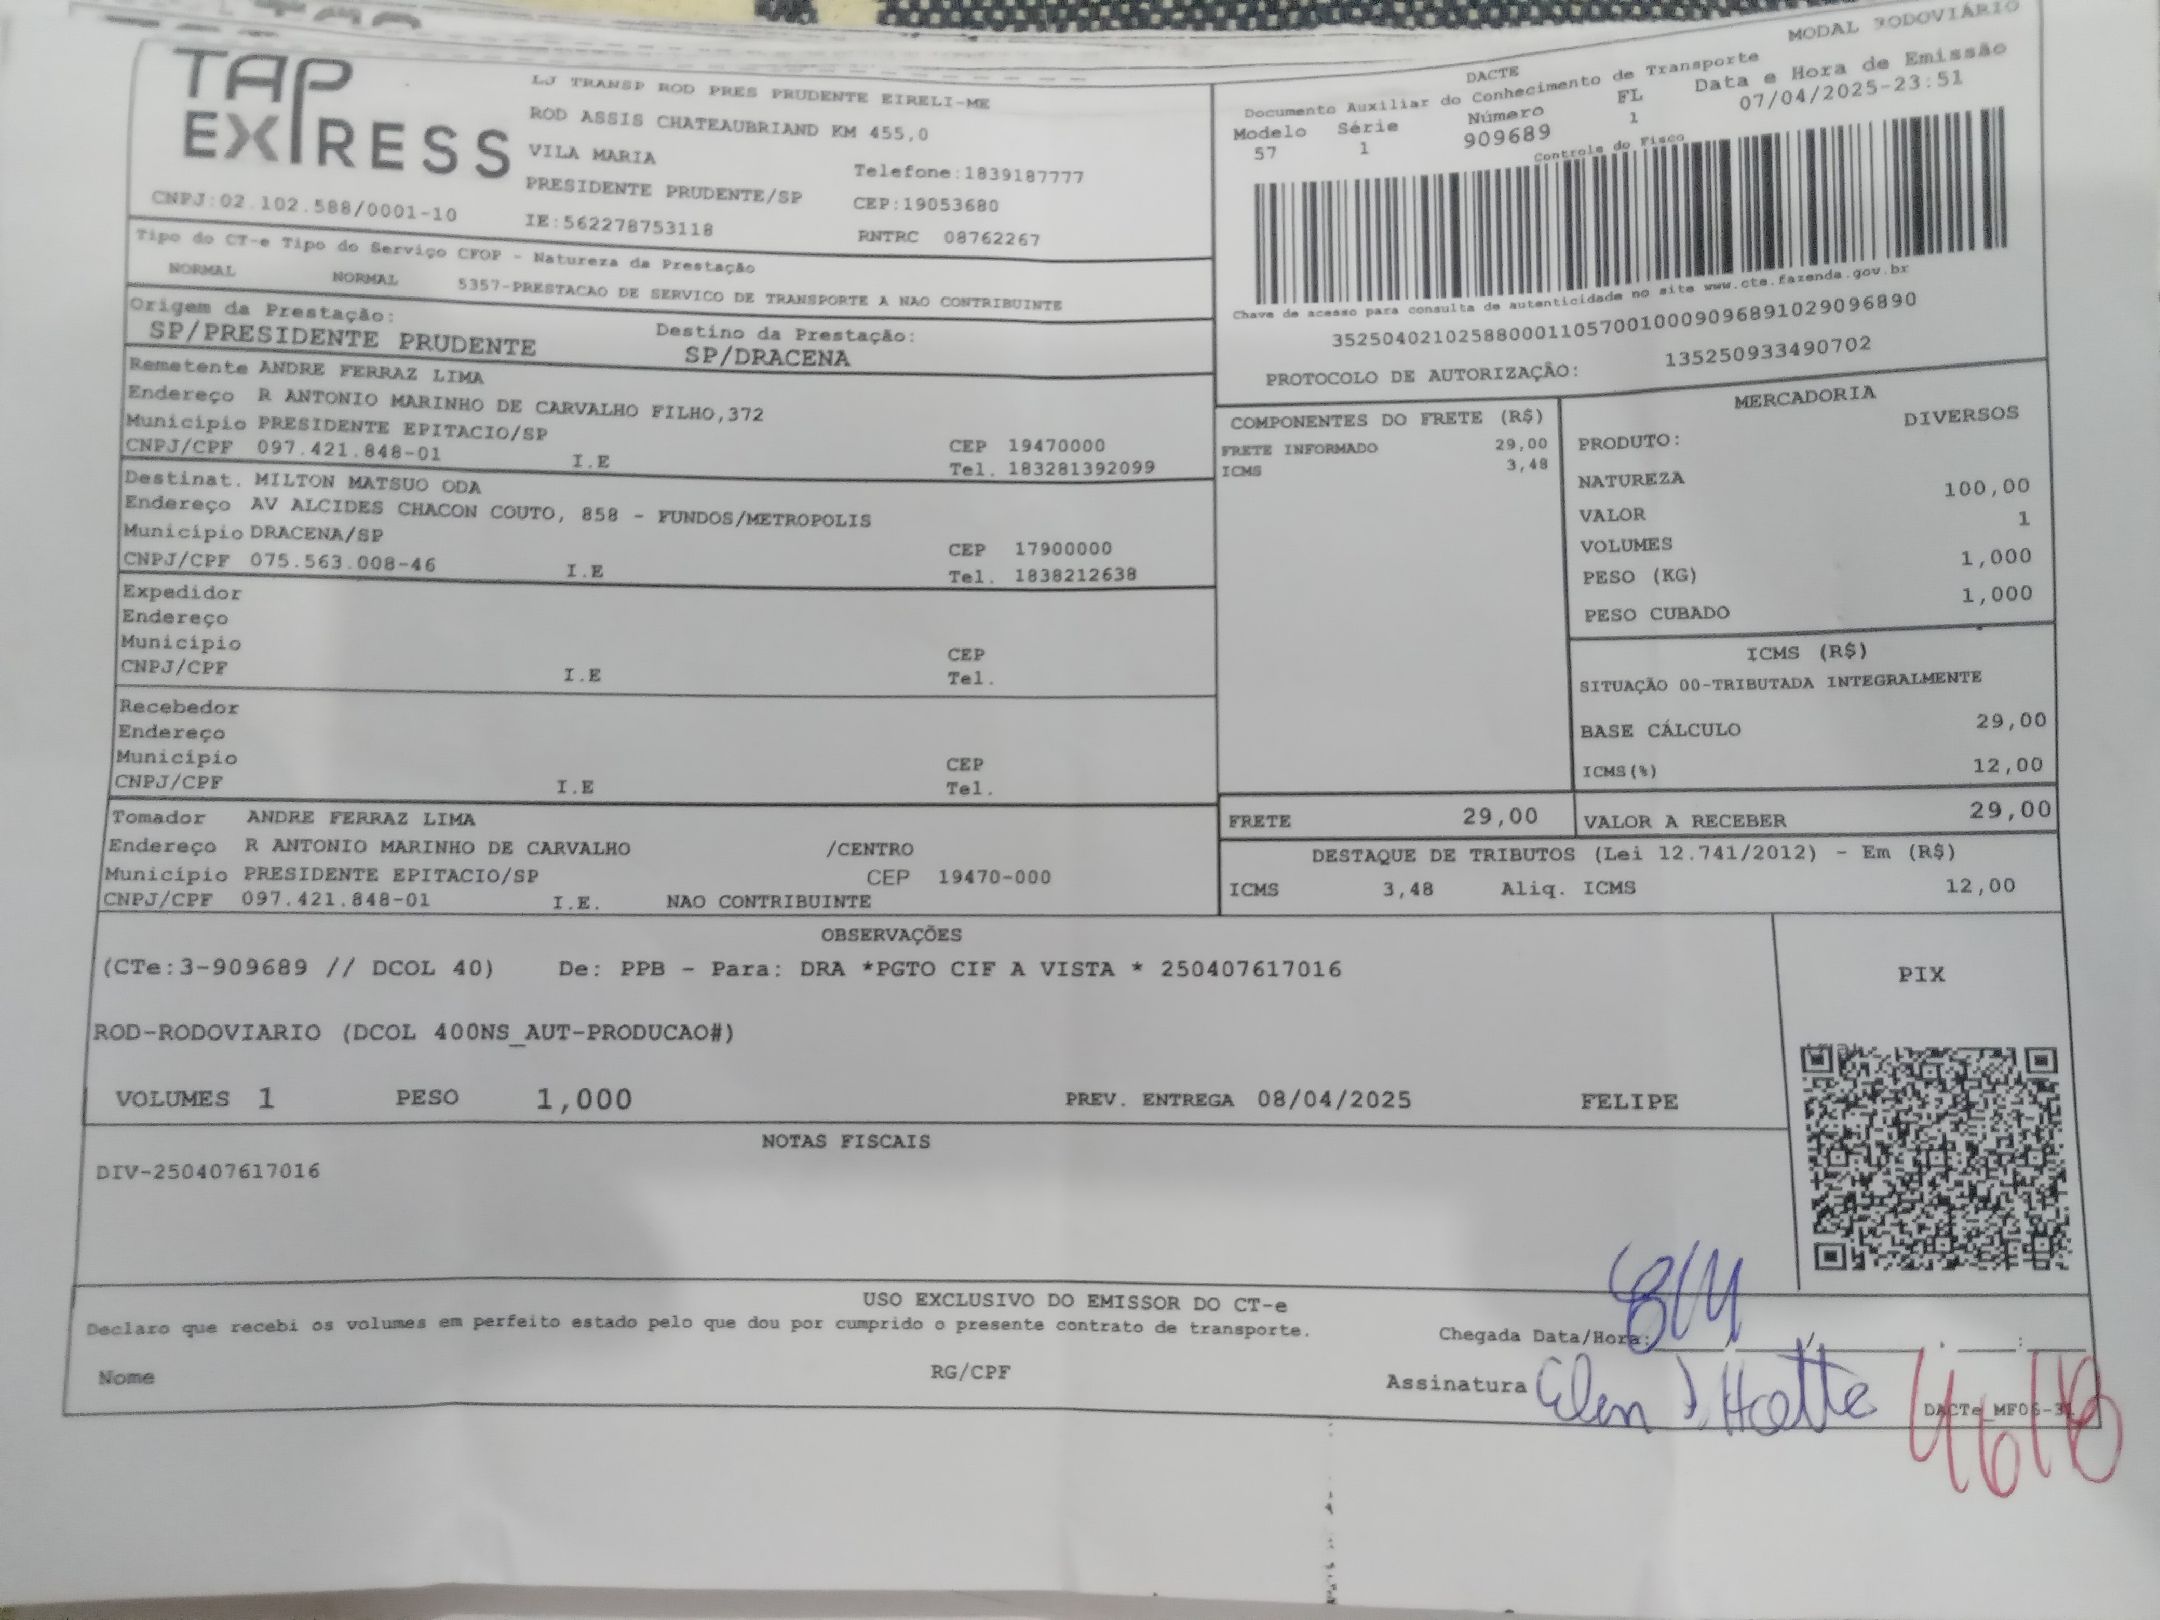 TAP
EXPRESS
CNPJ:02.102.588/0001-10
LJ TRANSP ROD PRES PRUDENTE EIRELI-ME
ROD ASSIS CHATEAUBRIAND KM 455,0
VILA MARIA
Telefone:1839187777
PRESIDENTE PRUDENTE/SP
CEP:19053680
IE:562278753118
RNTRC 08762267
DACTE
MODAL RODOVIÁRIO
Documento Auxiliar do Conhecimento de Transporte
Modelo Série Número FL Data e Hora de Emissão
57 1 909689 1 07/04/2025-23:51
Controle do Fisco
Chave de acesso para consulta de autenticidade no site www.cte.fazenda.gov.br
35250402102588000110570010009096891029096890
PROTOCOLO DE AUTORIZAÇÃO: 135250933490702
Tipo do CT-e Tipo do Serviço CFOP - Natureza da Prestação
NORMAL NORMAL 5357-PRESTACAO DE SERVICO DE TRANSPORTE A NAO CONTRIBUINTE
Origem da Prestação: Destino da Prestação:
SP/PRESIDENTE PRUDENTE SP/DRACENA
Remetente ANDRE FERRAZ LIMA
Endereço R ANTONIO MARINHO DE CARVALHO FILHO,372
Município PRESIDENTE EPITACIO/SP CEP 19470000
CNPJ/CPF 097.421.848-01 I.E Tel. 183281392099
Destinat. MILTON MATSUO ODA
Endereço AV ALCIDES CHACON COUTO, 858 - FUNDOS/METROPOLIS
Município DRACENA/SP CEP 17900000
CNPJ/CPF 075.563.008-46 I.E Tel. 1838212638
Expedidor
Endereço
Município CEP
CNPJ/CPF I.E Tel.
Recebedor
Endereço
Município CEP
CNPJ/CPF I.E Tel.
Tomador ANDRE FERRAZ LIMA
Endereço R ANTONIO MARINHO DE CARVALHO /CENTRO
Município PRESIDENTE EPITACIO/SP CEP 19470-000
CNPJ/CPF 097.421.848-01 I.E. NAO CONTRIBUINTE
COMPONENTES DO FRETE (R$)
FRETE INFORMADO 29,00
ICMS 3,48
MERCADORIA
PRODUTO: DIVERSOS
NATUREZA
VALOR 100,00
VOLUMES 1
PESO (KG) 1,000
PESO CUBADO 1,000
ICMS (R$)
SITUAÇÃO 00-TRIBUTADA INTEGRALMENTE
BASE CÁLCULO 29,00
ICMS(%) 12,00
FRETE 29,00 VALOR A RECEBER 29,00
DESTAQUE DE TRIBUTOS (Lei 12.741/2012) - Em (R$)
ICMS 3,48 Aliq. ICMS 12,00
OBSERVAÇÕES
(CTe:3-909689 // DCOL 40) De: PPB - Para: DRA *PGTO CIF A VISTA * 250407617016
ROD-RODOVIARIO (DCOL 400NS_AUT-PRODUCAO#)
VOLUMES 1 PESO 1,000 PREV. ENTREGA 08/04/2025 FELIPE
PIX
NOTAS FISCAIS
DIV-250407617016
USO EXCLUSIVO DO EMISSOR DO CT-e
Declaro que recebi os volumes em perfeito estado pelo que dou por cumprido o presente contrato de transporte.
Chegada Data/Hora: 8/4
Nome RG/CPF Assinatura